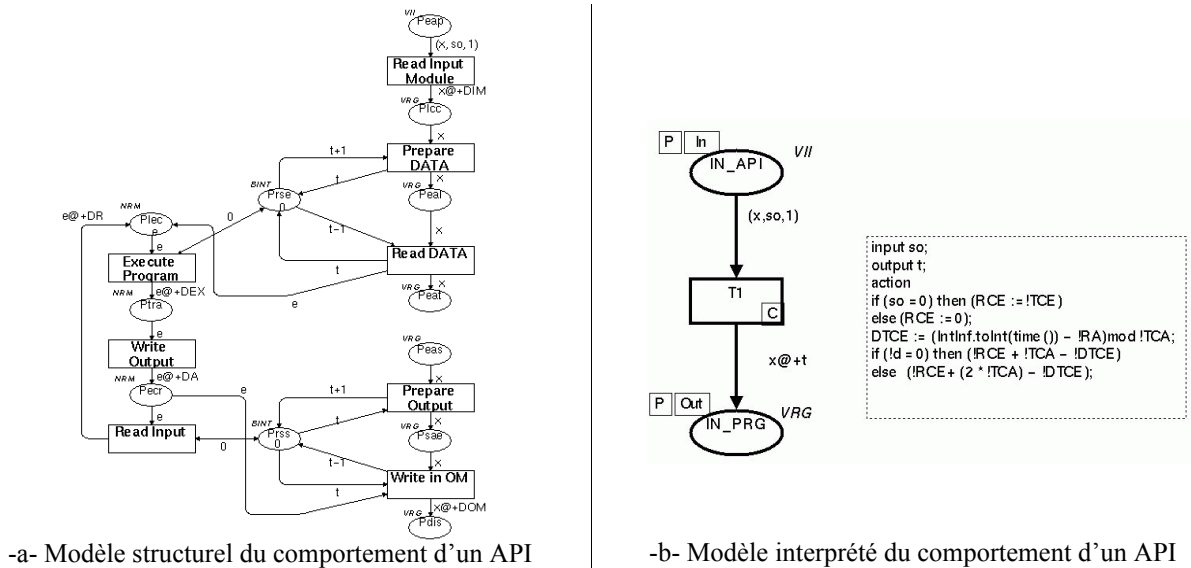 VII
Peap
(x, so, 1)
Read Input
Module
x@+DIM
VRG
Plcc
x
Prepare
DATA
t+1
t
x
VRG
Peal
BINT
Prse
0
x
t-1
Read DATA
t
x
VRG
Peat
e
0
e@+DR
NRM
Plec
e
e
Execute
Program
NRM
e@+DEX
Ptra
e
Write
Output
e@+DA
NRM
Pecr
e
e
Read Input
0
BINT
Prss
0
Peas
x
t+1
Prepare
Output
t
x
VRG
Psae
x
t-1
Write in OM
t
x@+DOM
VRG
Pdis
-a- Modèle structurel du comportement d'un API
P In
IN_API
VII
(x,so,1)
T1
C
x@+t
P Out
VRG
IN_PRG
input so;
output t;
action
if (so = 0) then (RCE := !TCE)
else (RCE := 0);
DTCE := (IntInf.toInt(time ()) - !RA)mod !TCA;
if (!d = 0) then (!RCE + !TCA - !DTCE)
else (!RCE+ (2 * !TCA) - !DTCE);
-b- Modèle interprété du comportement d'un API